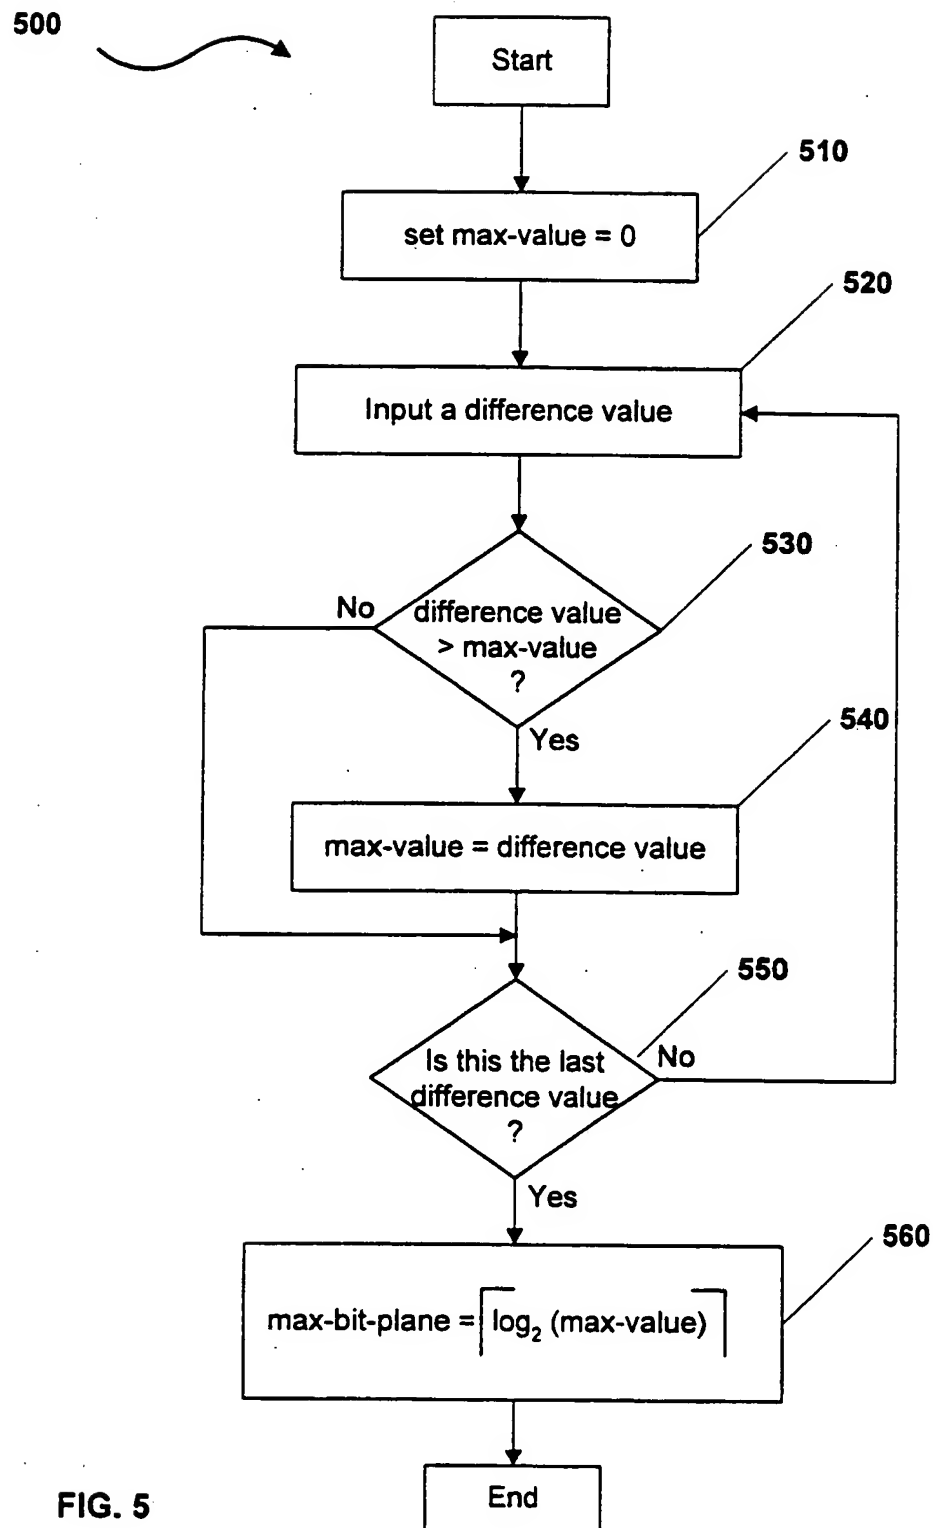 500
Start
510
set max-value = 0
520
Input a difference value
530
No
difference value
> max-value
?
Yes
540
max-value = difference value
550
Is this the last
difference value
?
No
Yes
560
max-bit-plane = ⌈log₂ (max-value)⌉
End
FIG. 5